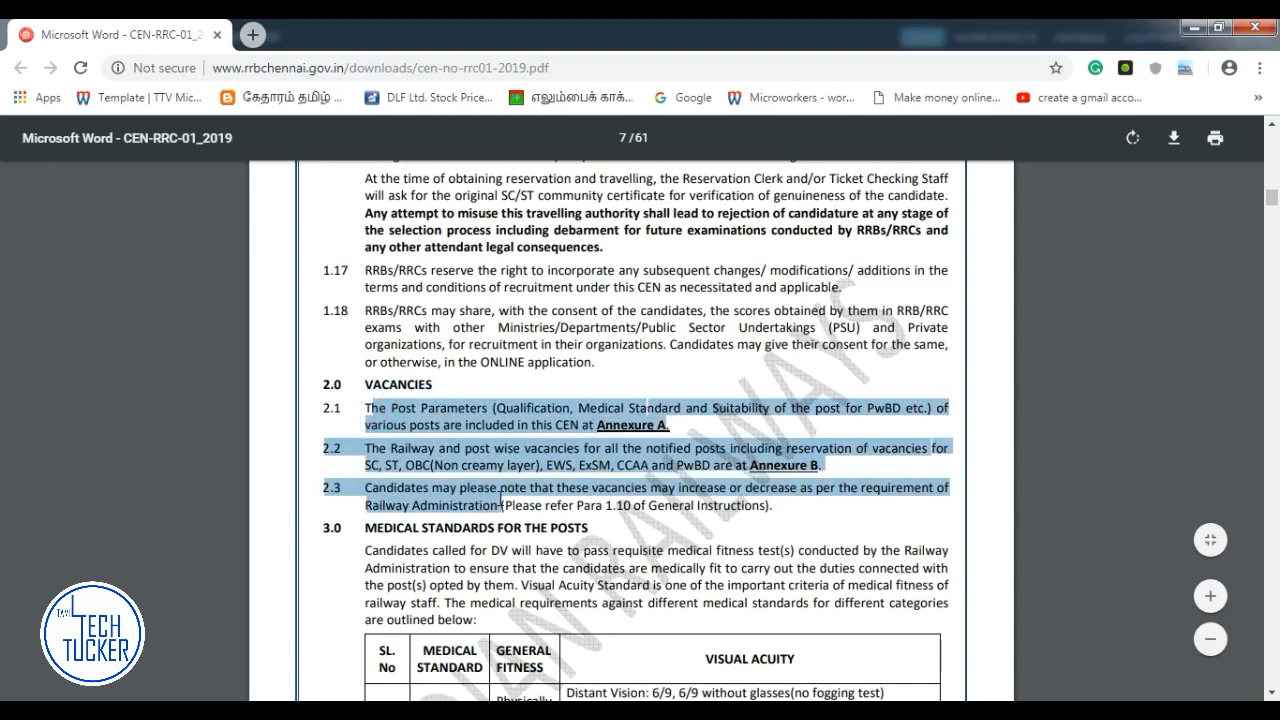 Microsoft Word - CEN-RRC-01_2
Not secure
www.rrbchennai.gov.in/downloads/cen-no-rrc01-2019.pdf
Apps
Template | TTV Mic...
கேதாரம் தமிழ் ...
DLF Ltd. Stock Price...
எலும்பைக் காக்...
Google
Microworkers - wor...
Make money online...
create a gmail acco...
»
Microsoft Word - CEN-RRC-01_2019
7 / 61
At the time of obtaining reservation and travelling, the Reservation Clerk and/or Ticket Checking Staff
will ask for the original SC/ST community certificate for verification of genuineness of the candidate.
Any attempt to misuse this travelling authority shall lead to rejection of candidature at any stage of
the selection process including debarment for future examinations conducted by RRBs/RRCs and
any other attendant legal consequences.
1.17 RRBs/RRCs reserve the right to incorporate any subsequent changes/ modifications/ additions in the
terms and conditions of recruitment under this CEN as necessitated and applicable.
1.18 RRBs/RRCs may share, with the consent of the candidates, the scores obtained by them in RRB/RRC
exams with other Ministries/Departments/Public Sector Undertakings (PSU) and Private
organizations, for recruitment in their organizations. Candidates may give their consent for the same,
or otherwise, in the ONLINE application.
2.0 VACANCIES
2.1 The Post Parameters (Qualification, Medical Standard and Suitability of the post for PwBD etc.) of
various posts are included in this CEN at Annexure A.
2.2 The Railway and post wise vacancies for all the notified posts including reservation of vacancies for
SC, ST, OBC(Non creamy layer), EWS, ExSM, CCAA and PwBD are at Annexure B.
2.3 Candidates may please note that these vacancies may increase or decrease as per the requirement of
Railway Administration (Please refer Para 1.10 of General Instructions).
3.0 MEDICAL STANDARDS FOR THE POSTS
Candidates called for DV will have to pass requisite medical fitness test(s) conducted by the Railway
Administration to ensure that the candidates are medically fit to carry out the duties connected with
the post(s) opted by them. Visual Acuity Standard is one of the important criteria of medical fitness of
railway staff. The medical requirements against different medical standards for different categories
are outlined below:
SL. No
MEDICAL STANDARD
GENERAL FITNESS
VISUAL ACUITY
Physically
Distant Vision: 6/9, 6/9 without glasses(no fogging test)
DIAN RAILWAYS
TAMIL
TECH
TUCKER